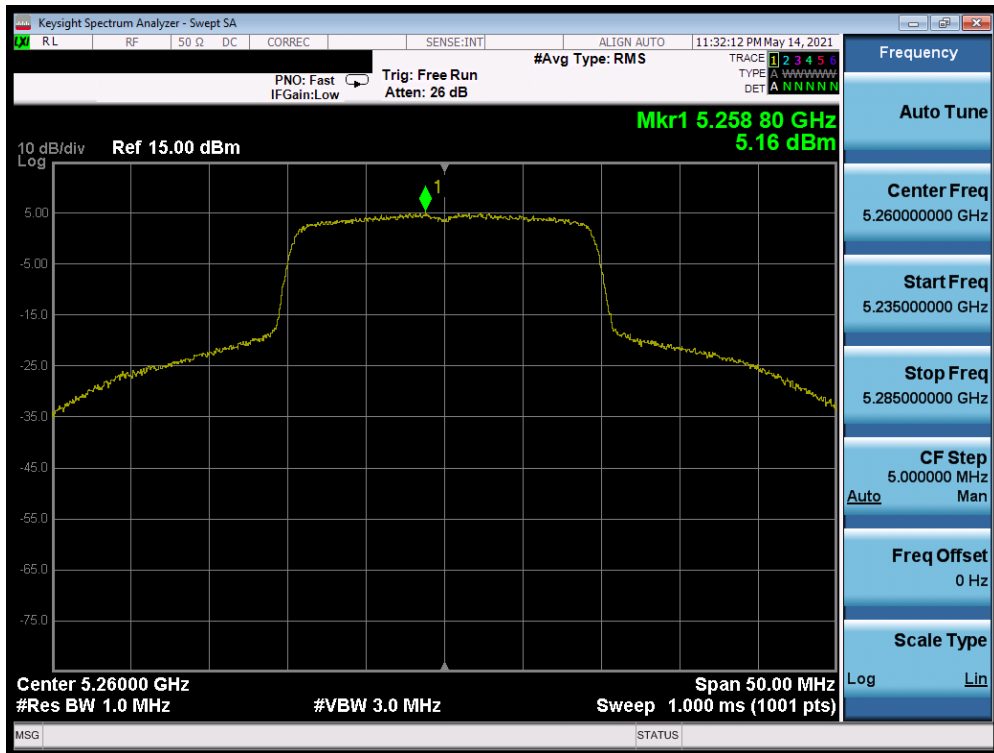 Keysight Spectrum Analyzer - Swept SA
LXI RL RF 50 Ω DC CORREC SENSE:INT ALIGN AUTO 11:32:12 PM May 14, 2021
PNO: Fast
IFGain:Low
Trig: Free Run
Atten: 26 dB
#Avg Type: RMS
TRACE 1 2 3 4 5 6
TYPE A WWWWW
DET A N N N N N
Mkr1 5.258 80 GHz
5.16 dBm
10 dB/div Ref 15.00 dBm
Log
1
5.00
-5.00
-15.0
-25.0
-35.0
-45.0
-55.0
-65.0
-75.0
Center 5.26000 GHz Span 50.00 MHz
#Res BW 1.0 MHz #VBW 3.0 MHz Sweep 1.000 ms (1001 pts)
MSG STATUS
Frequency
Auto Tune
Center Freq
5.260000000 GHz
Start Freq
5.235000000 GHz
Stop Freq
5.285000000 GHz
CF Step
5.000000 MHz
Auto Man
Freq Offset
0 Hz
Scale Type
Log Lin